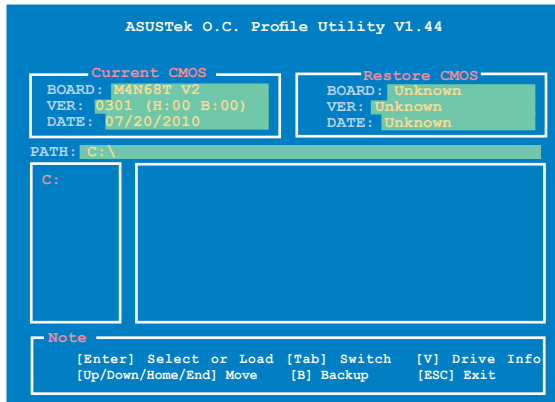 ASUSTek O.C. Profile Utility V1.44
Current CMOS
BOARD: M4N68T V2
VER: 0301 (H:00 B:00)
DATE: 07/20/2010
Restore CMOS
BOARD: Unknown
VER: Unknown
DATE: Unknown
PATH: C:\
C:
Note
[Enter] Select or Load [Tab] Switch [V] Drive Info
[Up/Down/Home/End] Move [B] Backup [ESC] Exit